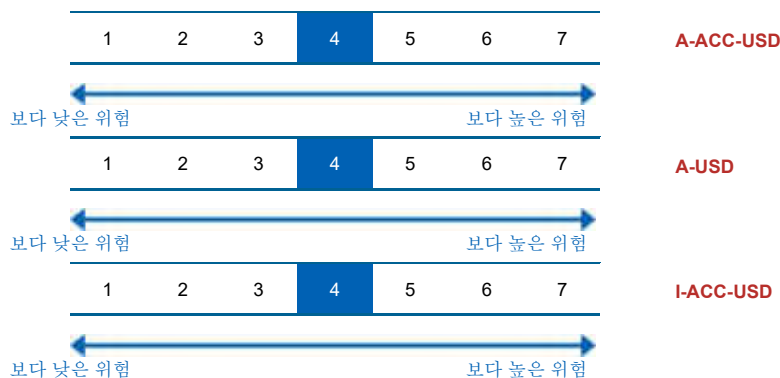 1 2 3 4 5 6 7 A-ACC-USD
보다 낮은 위험 보다 높은 위험
1 2 3 4 5 6 7 A-USD
보다 낮은 위험 보다 높은 위험
1 2 3 4 5 6 7 I-ACC-USD
보다 낮은 위험 보다 높은 위험